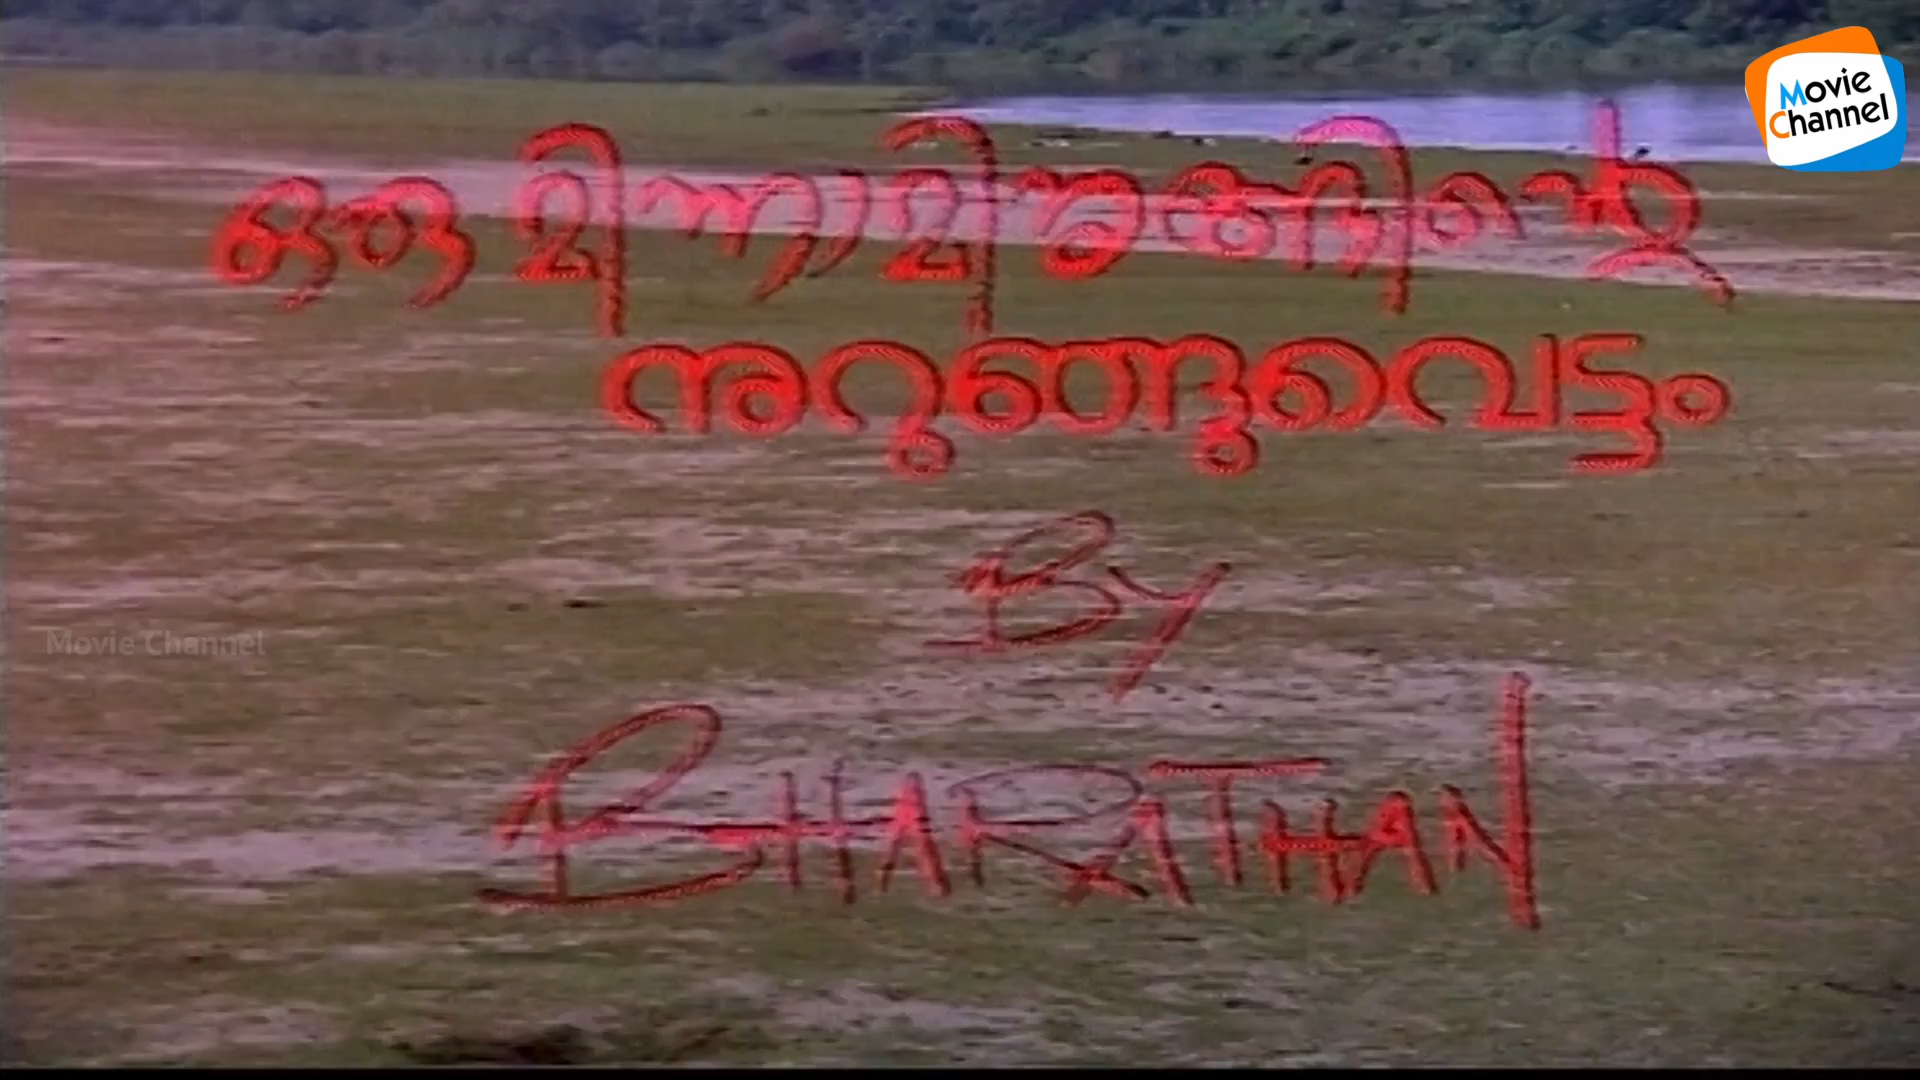 ഒരു മിന്നാമിനുങ്ങിന്റെ
നുറുങ്ങുവെട്ടം
By
BHARATHAN
Movie
Channel
Movie Channel